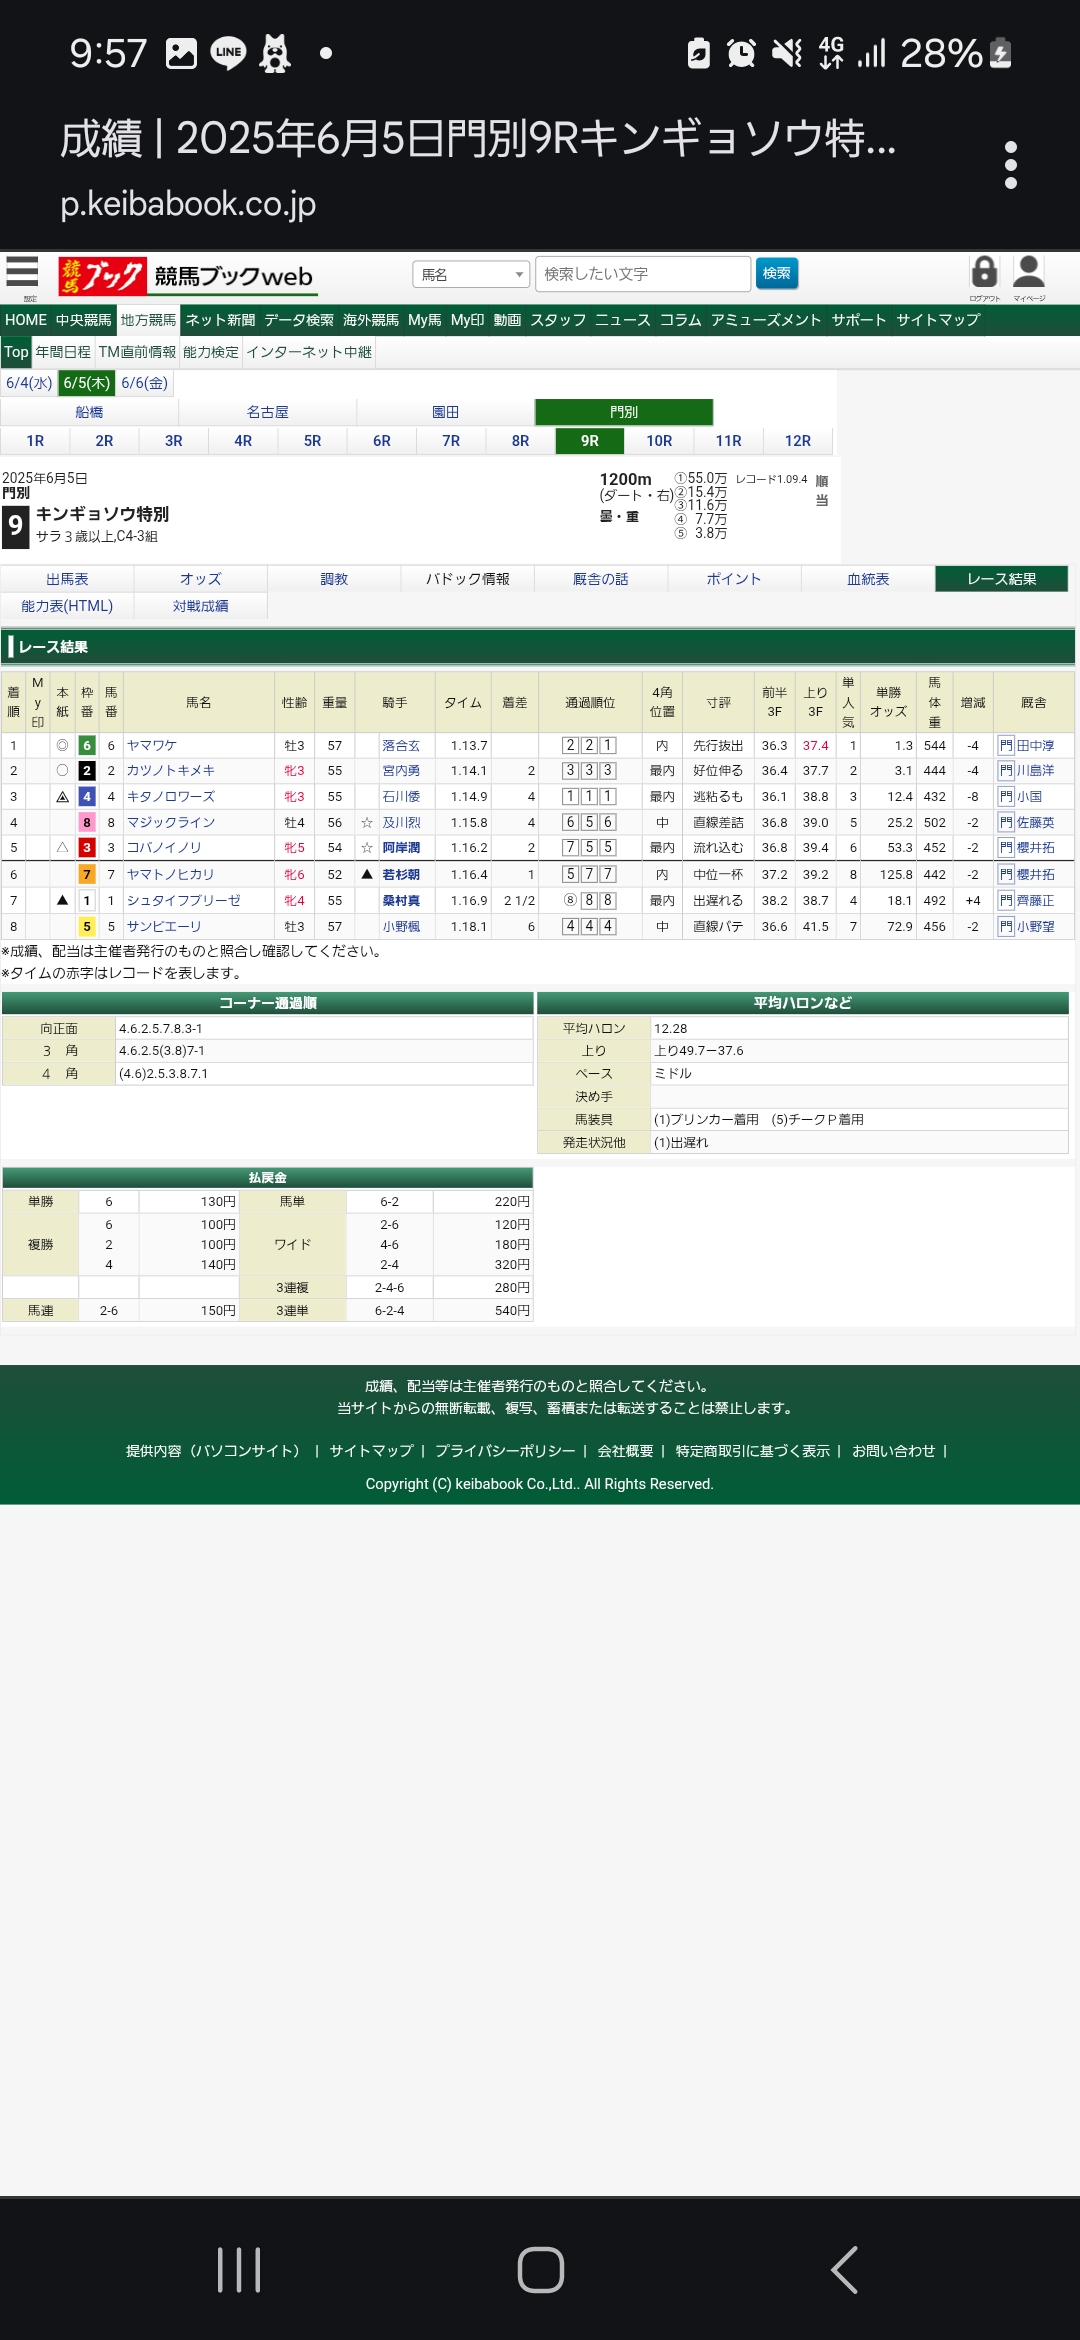 9:57 LINE 4G 28%
成績 | 2025年6月5日門別9Rキンギョソウ特...
p.keibabook.co.jp
設定 競馬ブック 競馬ブックweb 馬名 検索したい文字 検索 ログアウト マイページ
HOME 中央競馬 地方競馬 ネット新聞 データ検索 海外競馬 My馬 My印 動画 スタッフ ニュース コラム アミューズメント サポート サイトマップ
Top 年間日程 TM直前情報 能力検定 インターネット中継
6/4(水) 6/5(木) 6/6(金)
船橋 名古屋 園田 門別
1R 2R 3R 4R 5R 6R 7R 8R 9R 10R 11R 12R
2025年6月5日
門別
9 キンギョソウ特別
サラ3歳以上,C4-3組
1200m
(ダート・右)
曇・重
①55.0万
②15.4万
③11.6万
④ 7.7万
⑤ 3.8万
レコード1.09.4
順当
出馬表 オッズ 調教 パドック情報 厩舎の話 ポイント 血統表 レース結果
能力表(HTML) 対戦成績
レース結果
着順 My印 本紙 枠番 馬番 馬名 性齢 重量 騎手 タイム 着差 通過順位 4角位置 寸評 前半3F 上り3F 単人気 単勝オッズ 馬体重 増減 厩舎
1 ◎ 6 6 ヤマワケ 牡3 57 落合玄 1.13.7 2 2 1 内 先行抜出 36.3 37.4 1 1.3 544 -4 門 田中淳
2 ○ 2 2 カツノトキメキ 牝3 55 宮内勇 1.14.1 2 3 3 3 最内 好位伸る 36.4 37.7 2 3.1 444 -4 門 川島洋
3 4 4 キタノロワーズ 牝3 55 石川倭 1.14.9 4 1 1 1 最内 逃粘るも 36.1 38.8 3 12.4 432 -8 門 小国
4 8 8 マジックライン 牡4 56 ☆ 及川烈 1.15.8 4 6 5 6 中 直線差詰 36.8 39.0 5 25.2 502 -2 門 佐藤英
5 △ 3 3 コパノイノリ 牝5 54 ☆ 阿岸潤 1.16.2 2 7 5 5 最内 流れ込む 36.8 39.4 6 53.3 452 -2 門 櫻井拓
6 7 7 ヤマトノヒカリ 牝6 52 ▲ 若杉朝 1.16.4 1 5 7 7 内 中位一杯 37.2 39.2 8 125.8 442 -2 門 櫻井拓
7 ▲ 1 1 シュタイフブリーゼ 牝4 55 桑村真 1.16.9 2 1/2 ⑧ 8 8 最内 出遅れる 38.2 38.7 4 18.1 492 +4 門 齊藤正
8 5 5 サンビエーリ 牡3 57 小野楓 1.18.1 6 4 4 4 中 直線バテ 36.6 41.5 7 72.9 456 -2 門 小野望
※成績、配当は主催者発行のものと照合し確認してください。
※タイムの赤字はレコードを表します。
コーナー通過順
向正面 4.6.2.5.7.8.3-1
3 角 4.6.2.5(3.8)7-1
4 角 (4.6)2.5.3.8.7.1
平均ハロンなど
平均ハロン 12.28
上り 上り49.7ー37.6
ペース ミドル
決め手
馬装具 (1)ブリンカー着用 (5)チークP着用
発走状況他 (1)出遅れ
払戻金
単勝 6 130円 馬単 6-2 220円
複勝 6 100円 ワイド 2-6 120円
2 100円 4-6 180円
4 140円 2-4 320円
3連複 2-4-6 280円
馬連 2-6 150円 3連単 6-2-4 540円
成績、配当等は主催者発行のものと照合してください。
当サイトからの無断転載、複写、蓄積または転送することは禁止します。
提供内容（パソコンサイト） | サイトマップ | プライバシーポリシー | 会社概要 | 特定商取引に基づく表示 | お問い合わせ |
Copyright (C) keibabook Co.,Ltd.. All Rights Reserved.